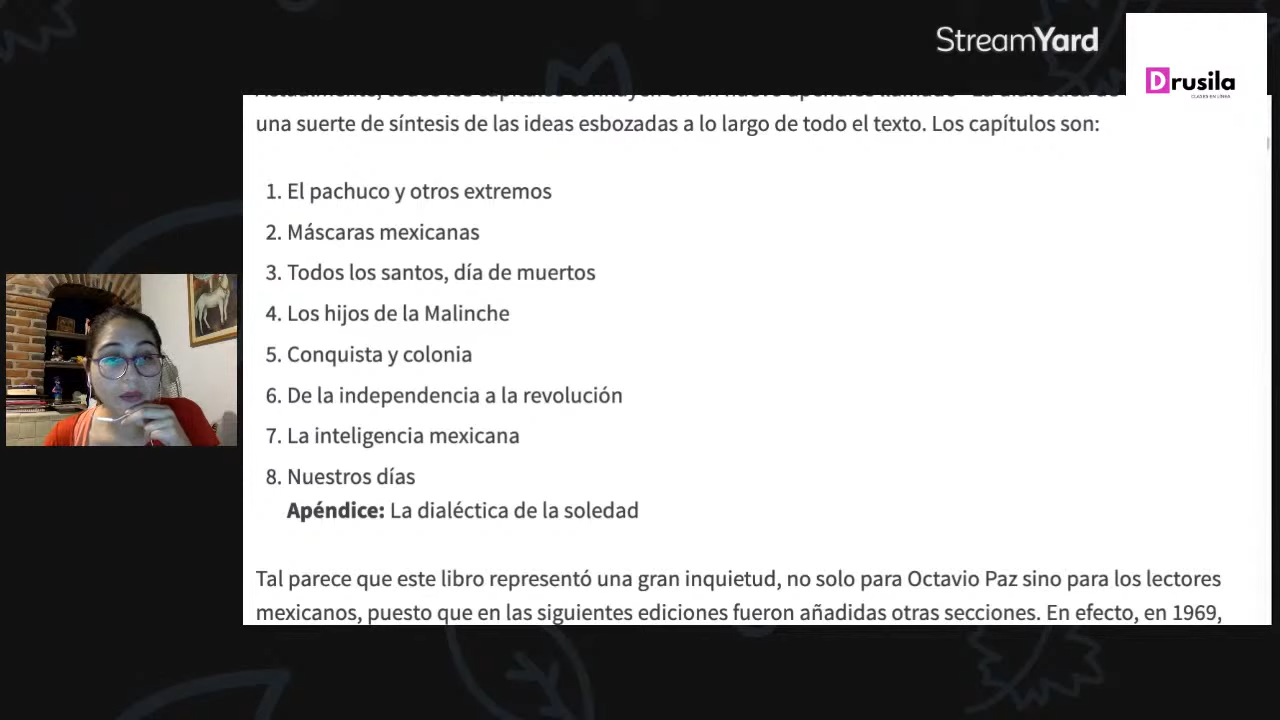 StreamYard
Drusila
CLASES EN LÍNEA
una suerte de síntesis de las ideas esbozadas a lo largo de todo el texto. Los capítulos son:
1. El pachuco y otros extremos
2. Máscaras mexicanas
3. Todos los santos, día de muertos
4. Los hijos de la Malinche
5. Conquista y colonia
6. De la independencia a la revolución
7. La inteligencia mexicana
8. Nuestros días
Apéndice: La dialéctica de la soledad
Tal parece que este libro representó una gran inquietud, no solo para Octavio Paz sino para los lectores
mexicanos, puesto que en las siguientes ediciones fueron añadidas otras secciones. En efecto, en 1969,